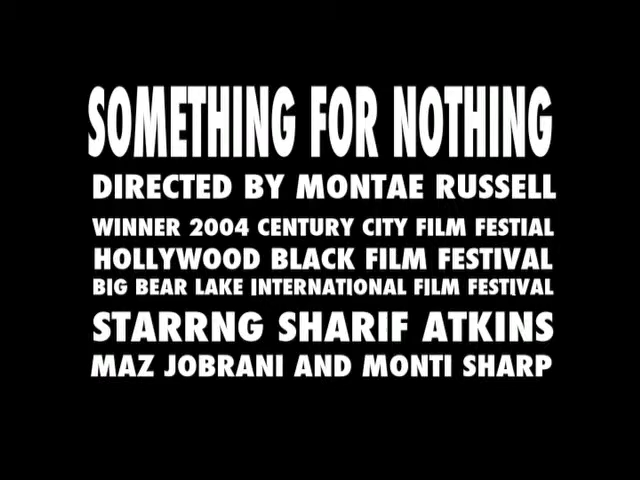 SOMETHING FOR NOTHING
DIRECTED BY MONTAE RUSSELL
WINNER 2004 CENTURY CITY FILM FESTIAL
HOLLYWOOD BLACK FILM FESTIVAL
BIG BEAR LAKE INTERNATIONAL FILM FESTIVAL
STARRNG SHARIF ATKINS
MAZ JOBRANI AND MONTI SHARP